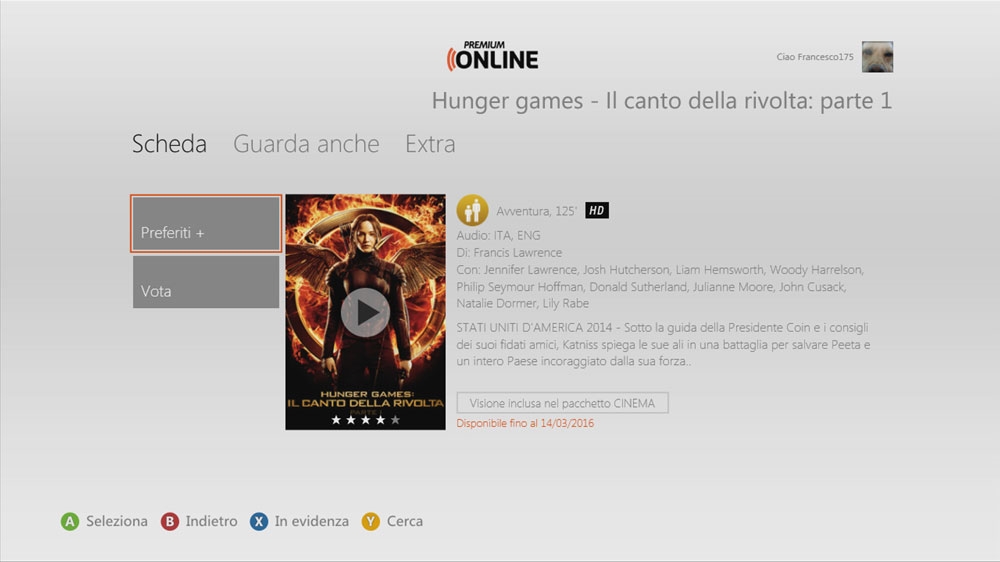 PREMIUM
ONLINE
Ciao Francesco175
Hunger games - Il canto della rivolta: parte 1
Scheda Guarda anche Extra
Preferiti +
Vota
HUNGER GAMES:
IL CANTO DELLA RIVOLTA
PARTE 1
Avventura, 125' HD
Audio: ITA, ENG
Di: Francis Lawrence
Con: Jennifer Lawrence, Josh Hutcherson, Liam Hemsworth, Woody Harrelson,
Philip Seymour Hoffman, Donald Sutherland, Julianne Moore, John Cusack,
Natalie Dormer, Lily Rabe
STATI UNITI D'AMERICA 2014 - Sotto la guida della Presidente Coin e i consigli
dei suoi fidati amici, Katniss spiega le sue ali in una battaglia per salvare Peeta e
un intero Paese incoraggiato dalla sua forza..
Visione inclusa nel pacchetto CINEMA
Disponibile fino al 14/03/2016
A Seleziona B Indietro X In evidenza Y Cerca